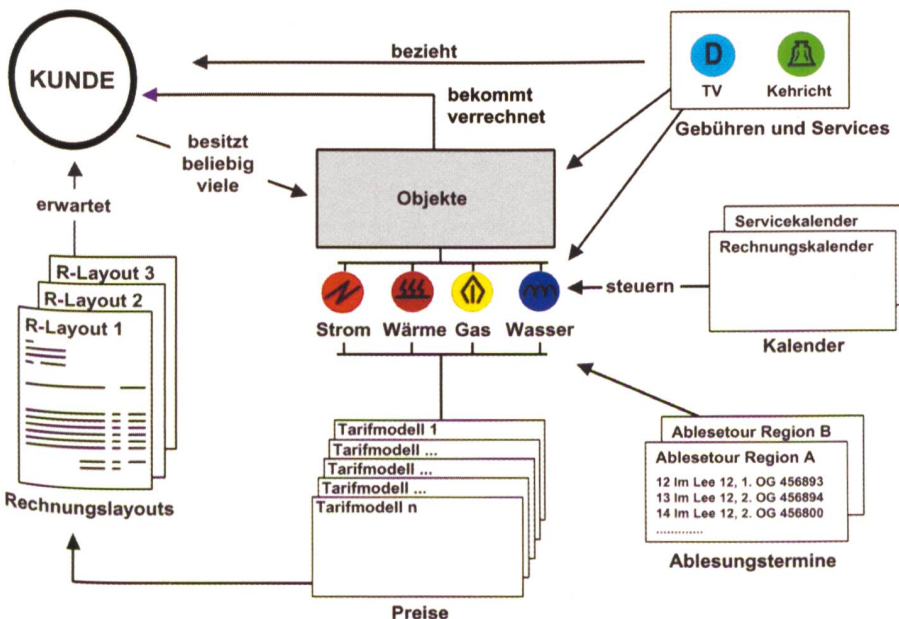 KUNDE
bezieht
bekommt
verrechnet
besitzt
beliebig
viele
erwartet
D
TV
Kehricht
Gebühren und Services
Objekte
Servicekalender
Rechnungskalender
steuern
Kalender
Strom
Wärme
Gas
Wasser
R-Layout 3
R-Layout 2
R-Layout 1
Rechnungslayouts
Tarifmodell 1
Tarifmodell ...
Tarifmodell ...
Tarifmodell ...
Tarifmodell n
Preise
Ablesetour Region B
Ablesetour Region A
12 Im Lee 12, 1. OG 456893
13 Im Lee 12, 2. OG 456894
14 Im Lee 12, 2. OG 456800
.............
Ablesungstermine